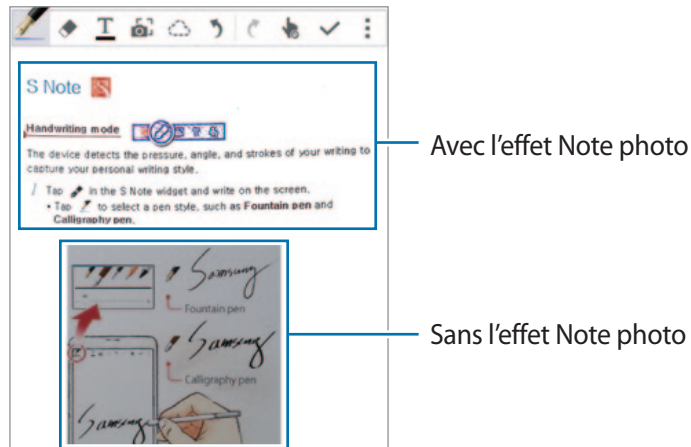 T
S Note
Handwriting mode
The device detects the pressure, angle, and strokes of your writing to
capture your personal writing style.
1 Tap in the S Note widget and write on the screen.
• Tap to select a pen style, such as Fountain pen and
Calligraphy pen.
Avec l'effet Note photo
Samsung
Fountain pen
Samsung
Calligraphy pen
Samsung
Sans l'effet Note photo